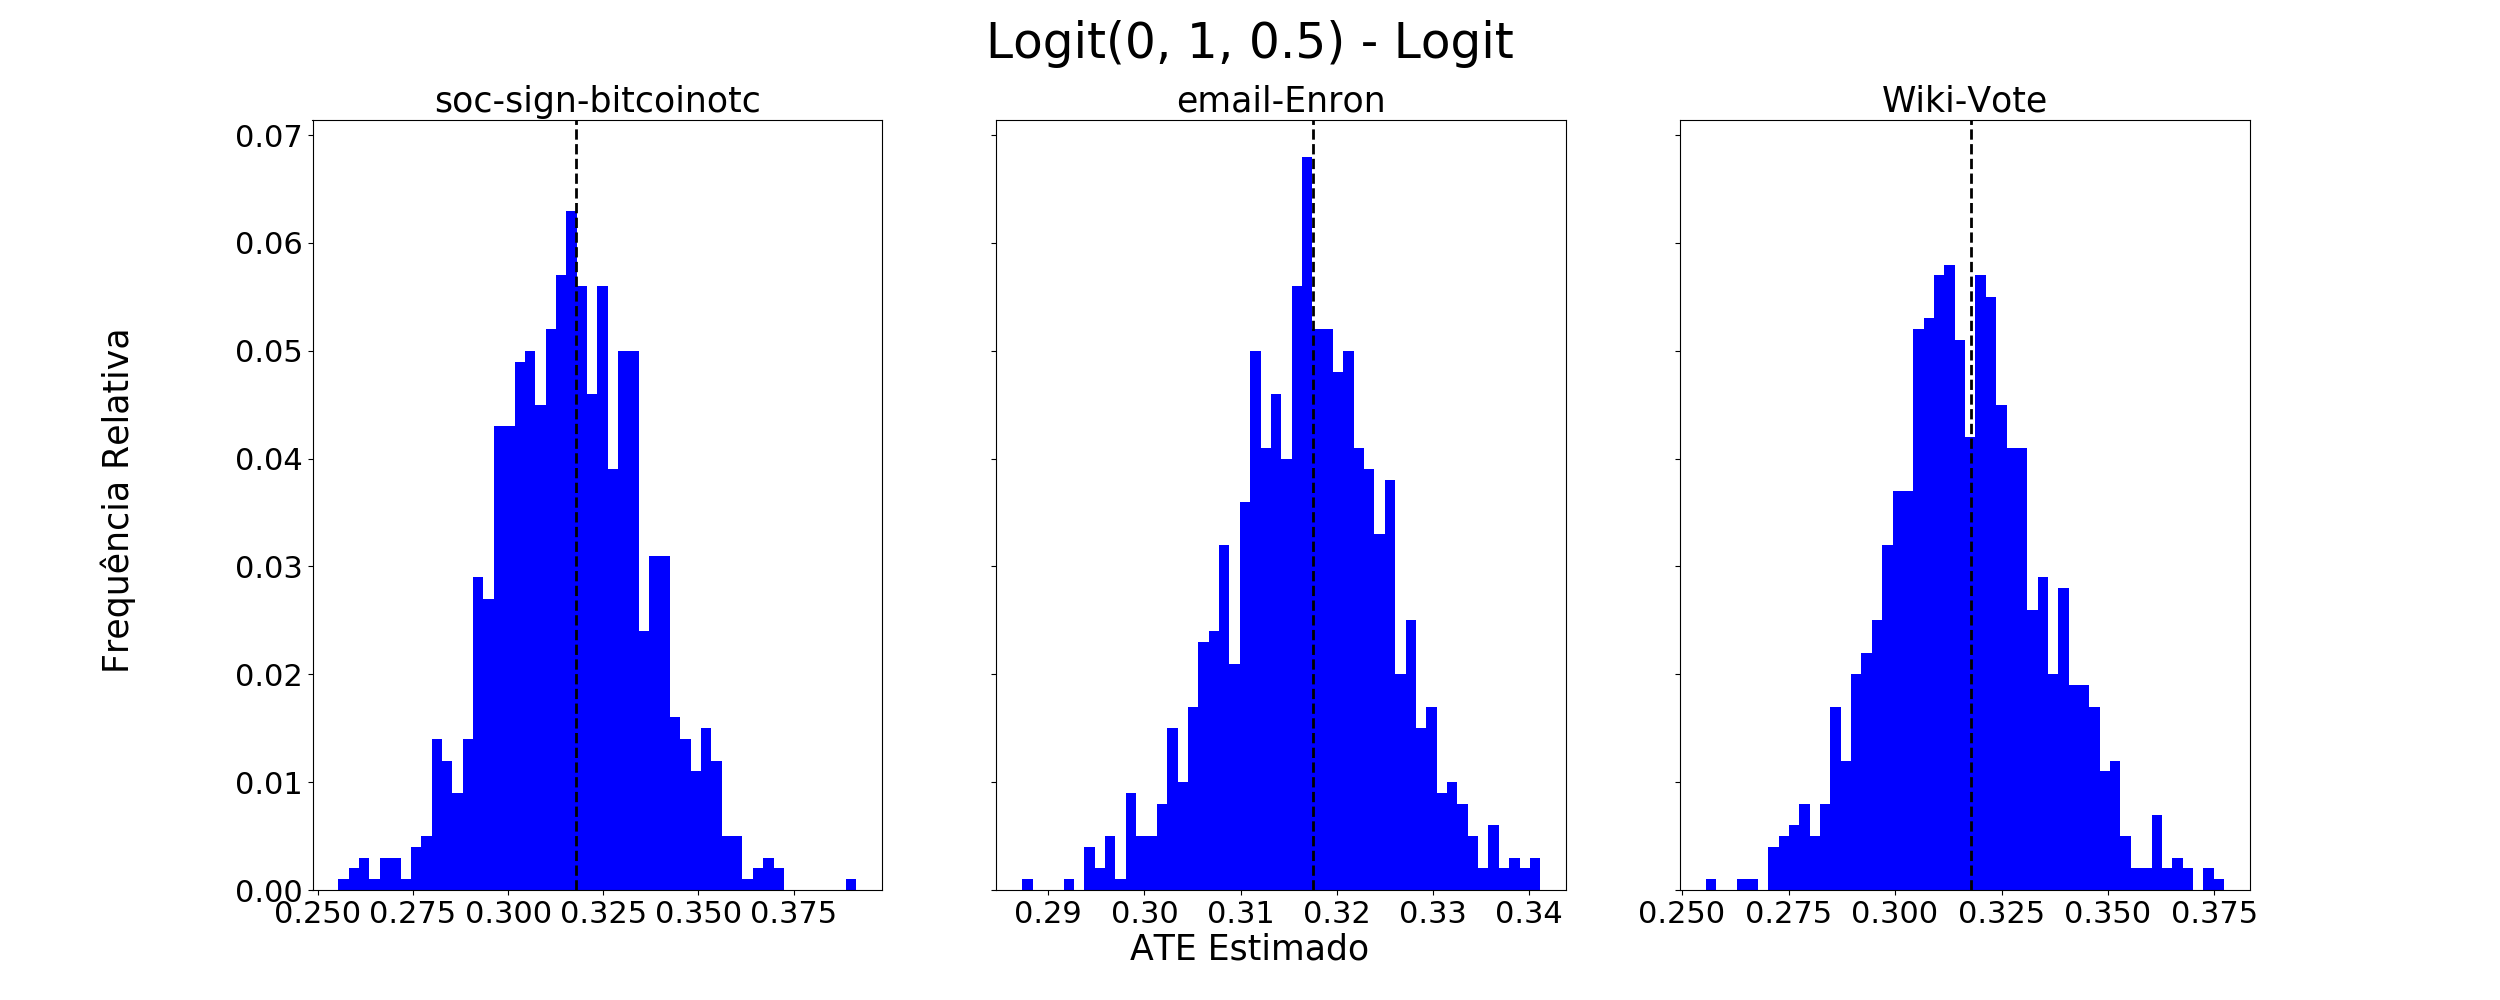 Logit(0, 1, 0.5) - Logit
soc-sign-bitcoinotc
email-Enron
Wiki-Vote
Frequência Relativa
0.07
0.06
0.05
0.04
0.03
0.02
0.01
0.00
0.250 0.275 0.300 0.325 0.350 0.375
0.29 0.30 0.31 0.32 0.33 0.34
0.250 0.275 0.300 0.325 0.350 0.375
ATE Estimado